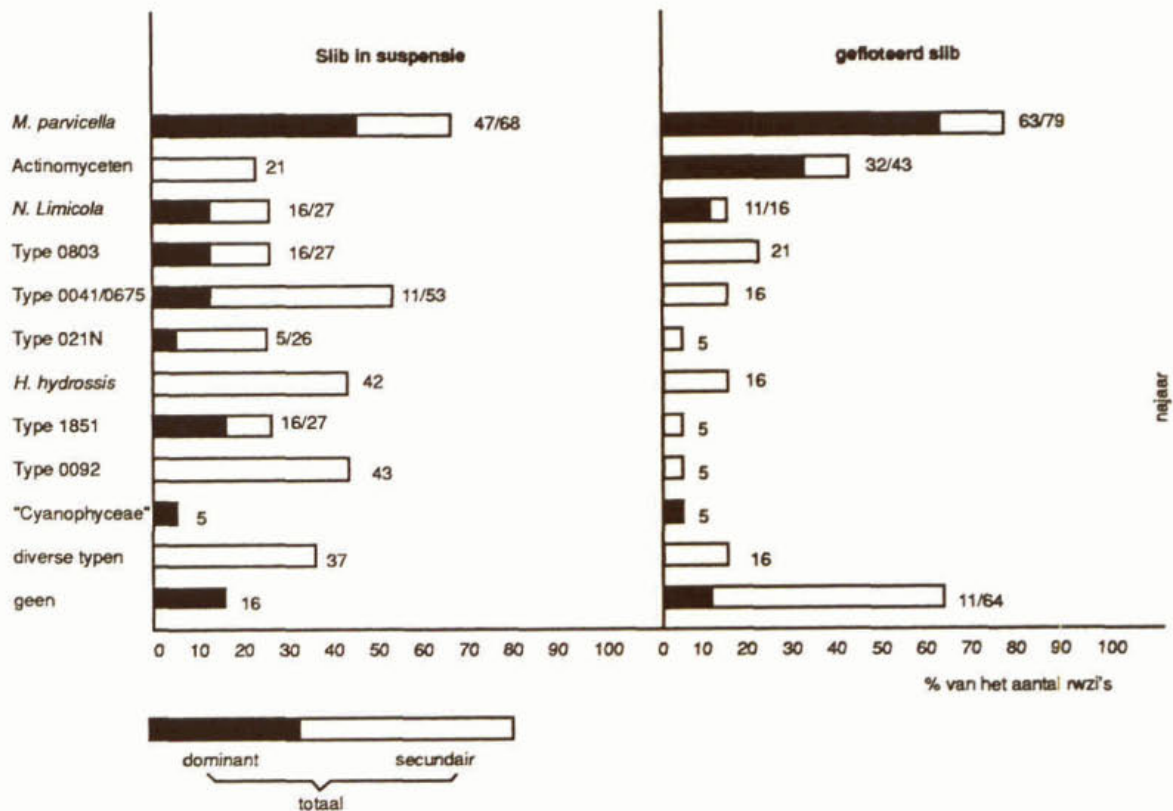 Slib in suspensie gefloteerd slib
M. parvicella 47/68 63/79
Actinomyceten 21 32/43
N. Limicola 16/27 11/16
Type 0803 16/27 21
Type 0041/0675 11/53 16
Type 021N 5/26 5
H. hydrossis 42 16
najaar
Type 1851 16/27 5
Type 0092 43 5
"Cyanophyceae" 5 5
diverse typen 37 16
geen 16 11/64
0 10 20 30 40 50 60 70 80 100 0 10 20 30 40 50 60 70 80 90 100
% van het aantal rwzi's
dominant secundair
totaal